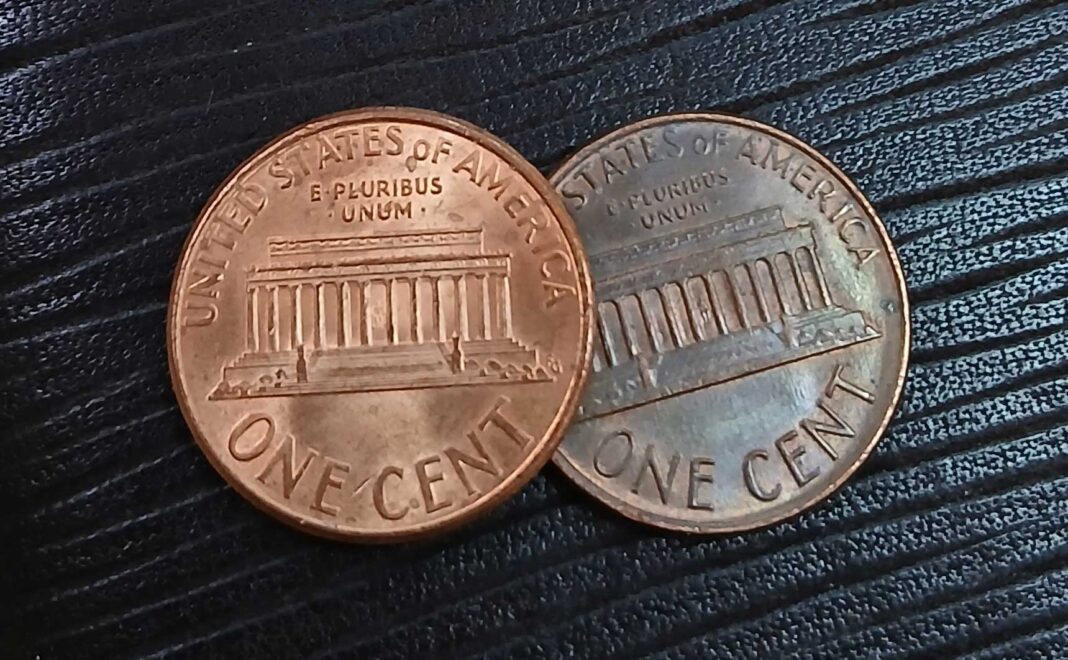 UNITED STATES OF AMERICA
E·PLURIBUS
·UNUM·
ONE CENT
STATES OF AMERICA
E·PLURIBUS
UNUM·
ONE CENT